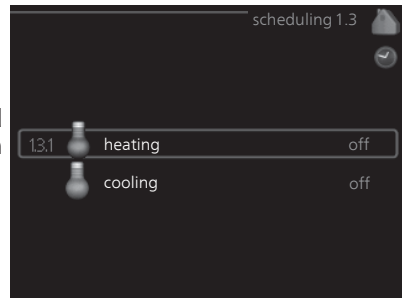 scheduling 1.3
1.3.1 heating off
cooling off